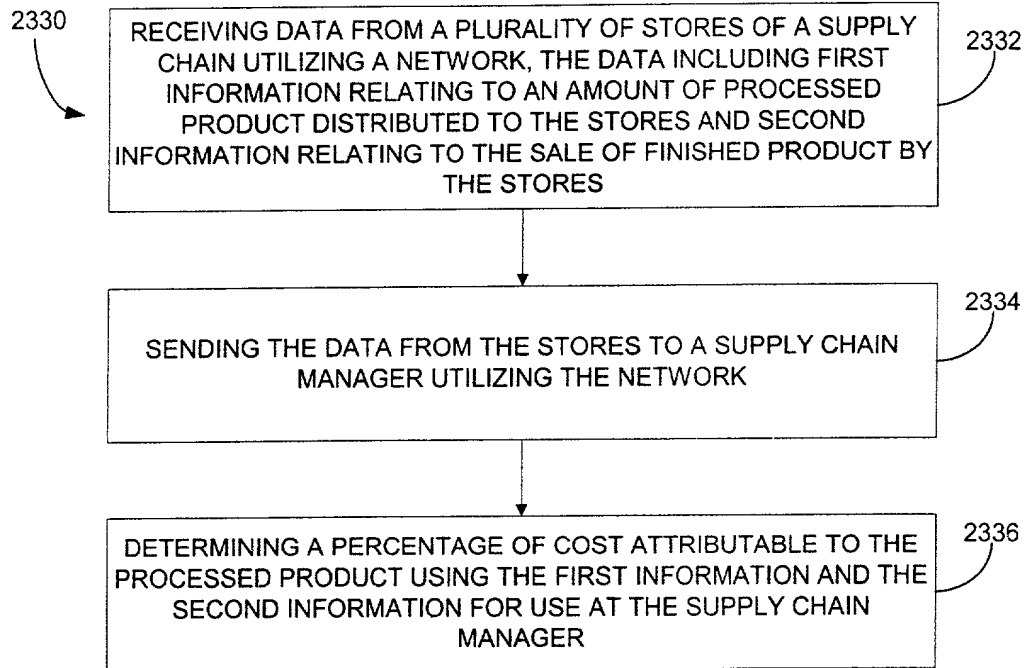 2330
RECEIVING DATA FROM A PLURALITY OF STORES OF A SUPPLY
CHAIN UTILIZING A NETWORK, THE DATA INCLUDING FIRST
INFORMATION RELATING TO AN AMOUNT OF PROCESSED
PRODUCT DISTRIBUTED TO THE STORES AND SECOND
INFORMATION RELATING TO THE SALE OF FINISHED PRODUCT BY
THE STORES
2332
SENDING THE DATA FROM THE STORES TO A SUPPLY CHAIN
MANAGER UTILIZING THE NETWORK
2334
DETERMINING A PERCENTAGE OF COST ATTRIBUTABLE TO THE
PROCESSED PRODUCT USING THE FIRST INFORMATION AND THE
SECOND INFORMATION FOR USE AT THE SUPPLY CHAIN
MANAGER
2336